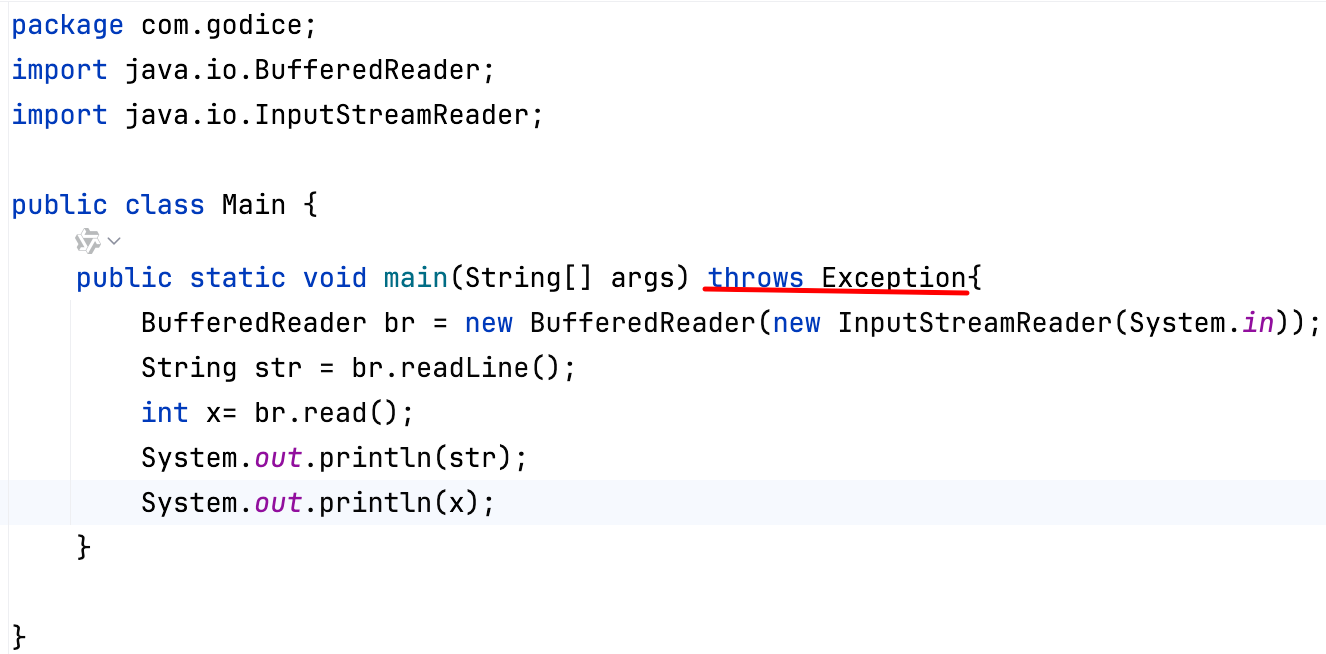 package com.godice;
import java.io.BufferedReader;
import java.io.InputStreamReader;
public class Main {
public static void main(String[] args) throws Exception{
BufferedReader br = new BufferedReader(new InputStreamReader(System.in));
String str = br.readLine();
int x= br.read();
System.out.println(str);
System.out.println(x);
}
}